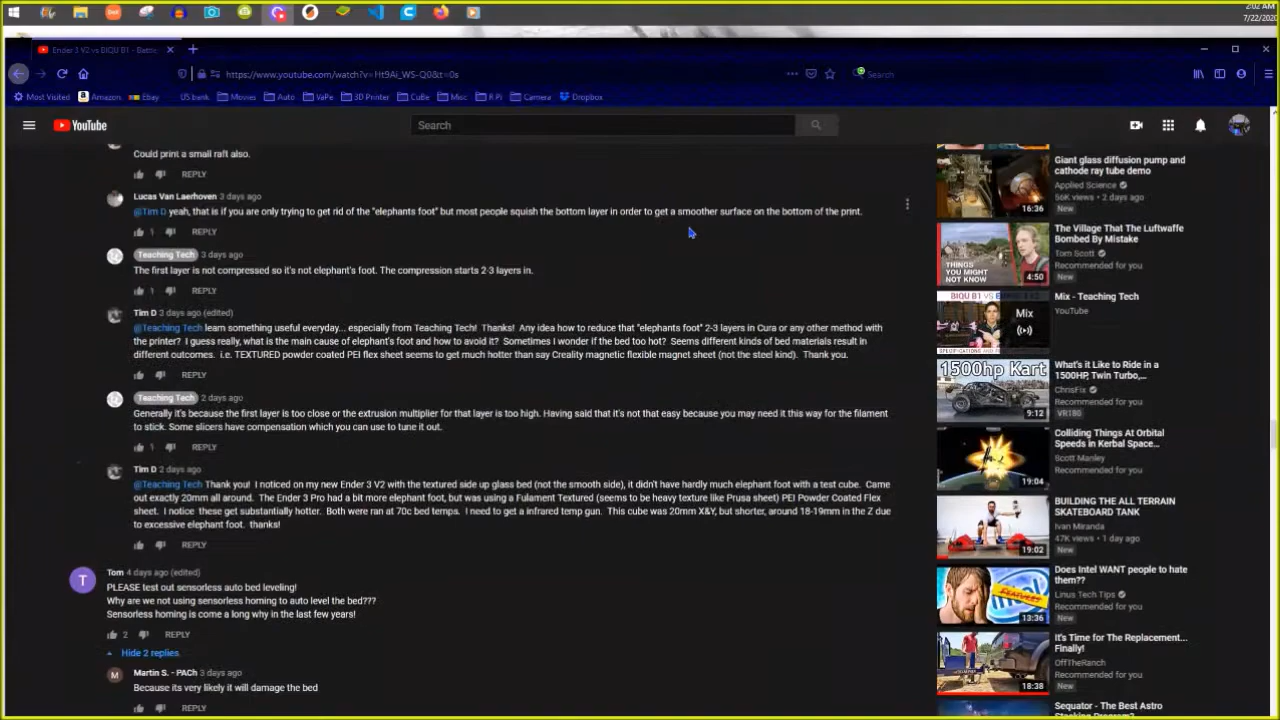 2:02 AM
7/22/2020
Ender 3 V2 vs BIQU B1 - Battle
https://www.youtube.com/watch?v=Ht9Ai_WS-Q0&t=0s
Search
Most Visited
Amazon
Ebay
US bank
Movies
Auto
VaPe
3D Printer
CuBe
Misc
R Pi
Camera
Dropbox
YouTube
Search
Could print a small raft also.
REPLY
Lucas Van Laerhoven 3 days ago
@Tim D yeah, that is if you are only trying to get rid of the "elephants foot" but most people squish the bottom layer in order to get a smoother surface on the bottom of the print.
1 REPLY
Teaching Tech 3 days ago
The first layer is not compressed so it's not elephant's foot. The compression starts 2-3 layers in.
1 REPLY
Tim D 3 days ago (edited)
@Teaching Tech learn something useful everyday... especially from Teaching Tech! Thanks! Any idea how to reduce that "elephants foot" 2-3 layers in Cura or any other method with
the printer? I guess really, what is the main cause of elephant's foot and how to avoid it? Sometimes I wonder if the bed too hot? Seems different kinds of bed materials result in
different outcomes. i.e. TEXTURED powder coated PEI flex sheet seems to get much hotter than say Creality magnetic flexible magnet sheet (not the steel kind). Thank you.
REPLY
Teaching Tech 2 days ago
Generally it's because the first layer is too close or the extrusion multiplier for that layer is too high. Having said that it's not that easy because you may need it this way for the filament
to stick. Some slicers have compensation which you can use to tune it out.
1 REPLY
Tim D 2 days ago
@Teaching Tech Thank you! I noticed on my new Ender 3 V2 with the textured side up glass bed (not the smooth side), it didn't have hardly much elephant foot with a test cube. Came
out exactly 20mm all around. The Ender 3 Pro had a bit more elephant foot, but was using a Fulament Textured (seems to be heavy texture like Prusa sheet) PEI Powder Coated Flex
sheet. I notice these get substantially hotter. Both were ran at 70c bed temps. I need to get a infrared temp gun. This cube was 20mm X&Y, but shorter, around 18-19mm in the Z due
to excessive elephant foot. thanks!
REPLY
T
Tom 4 days ago (edited)
PLEASE test out sensorless auto bed leveling!
Why are we not using sensorless homing to auto level the bed???
Sensorless homing is come a long why in the last few years!
2 REPLY
Hide 2 replies
M
Martin S. - PACh 3 days ago
Because its very likely it will damage the bed
REPLY
16:36
Giant glass diffusion pump and
cathode ray tube demo
Applied Science
56K views • 2 days ago
New
THINGS
YOU MIGHT
NOT KNOW
4:50
The Village That The Luftwaffe
Bombed By Mistake
Tom Scott
Recommended for you
New
BIQU B1 VS
Mix
Mix - Teaching Tech
YouTube
1500hp Kart
9:12
What's it Like to Ride in a
1500HP, Twin Turbo,...
ChrisFix
Recommended for you
VR180
19:04
Colliding Things At Orbital
Speeds in Kerbal Space...
Scott Manley
Recommended for you
New
19:02
BUILDING THE ALL TERRAIN
SKATEBOARD TANK
Ivan Miranda
47K views • 1 day ago
New
13:36
Does Intel WANT people to hate
them??
Linus Tech Tips
Recommended for you
New
18:38
It's Time for The Replacement...
Finally!
OffTheRanch
Recommended for you
New
Sequator - The Best Astro